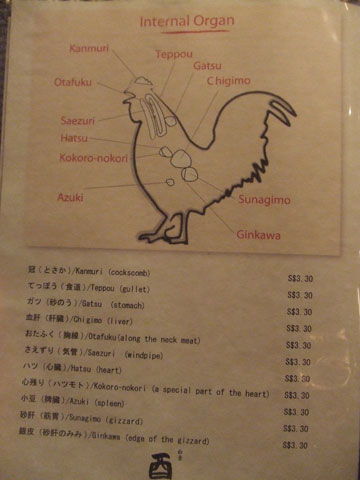 Internal Organ
Kanmuri
Teppou
Gatsu
Chigimo
Otafuku
Saezuri
Hatsu
Kokoro-nokori
Azuki
Sunagimo
Ginkawa
冠(とさか)/Kanmuri (cockscomb) S$3.30
てっぽう(食道)/Teppou (gullet) S$3.30
ガツ(砂のう)/Gatsu (stomach) S$3.30
血肝(肝臓)/Chigimo (liver) S$3.30
おたふく(胸線)/Otafuku(along the neck meat) S$3.30
さえずり(気管)/Saezuri (windpipe) S$3.30
ハツ(心臓)/Hatsu (heart) S$3.30
心残り(ハツモト)/Kokoro-nokori (a special part of the heart) S$3.30
小豆(脾臓)/Azuki (spleen) S$3.30
砂肝(筋胃)/Sunagimo (gizzard) S$3.30
銀皮(砂肝のみみ)/Ginkawa (edge of the gizzard) S$3.30
酉